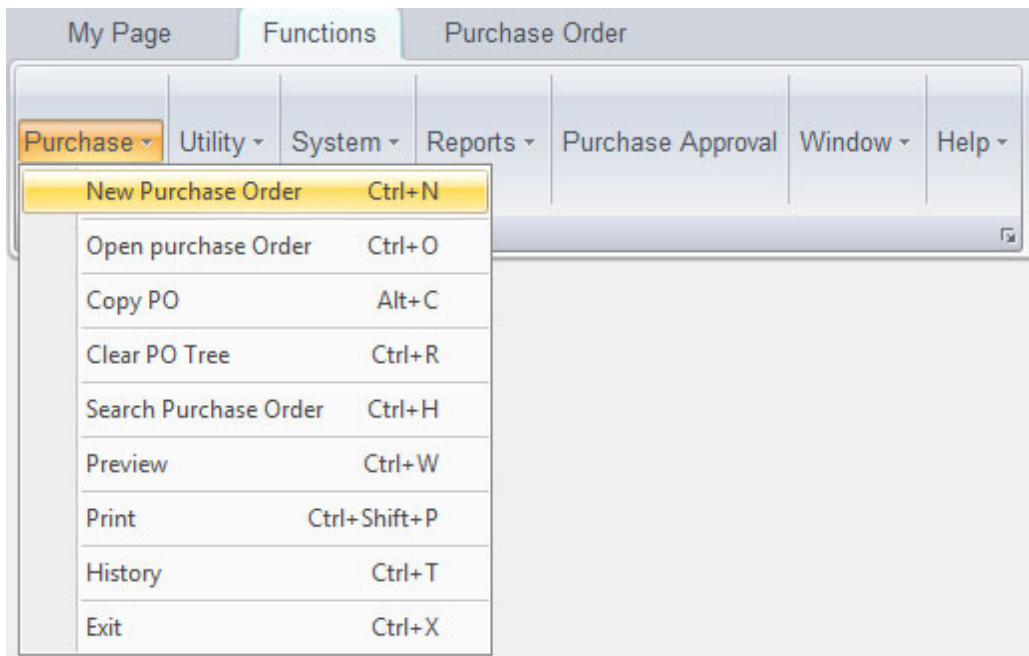 My Page Functions Purchase Order
Purchase Utility System Reports Purchase Approval Window Help
New Purchase Order Ctrl+N
Open purchase Order Ctrl+O
Copy PO Alt+C
Clear PO Tree Ctrl+R
Search Purchase Order Ctrl+H
Preview Ctrl+W
Print Ctrl+Shift+P
History Ctrl+T
Exit Ctrl+X